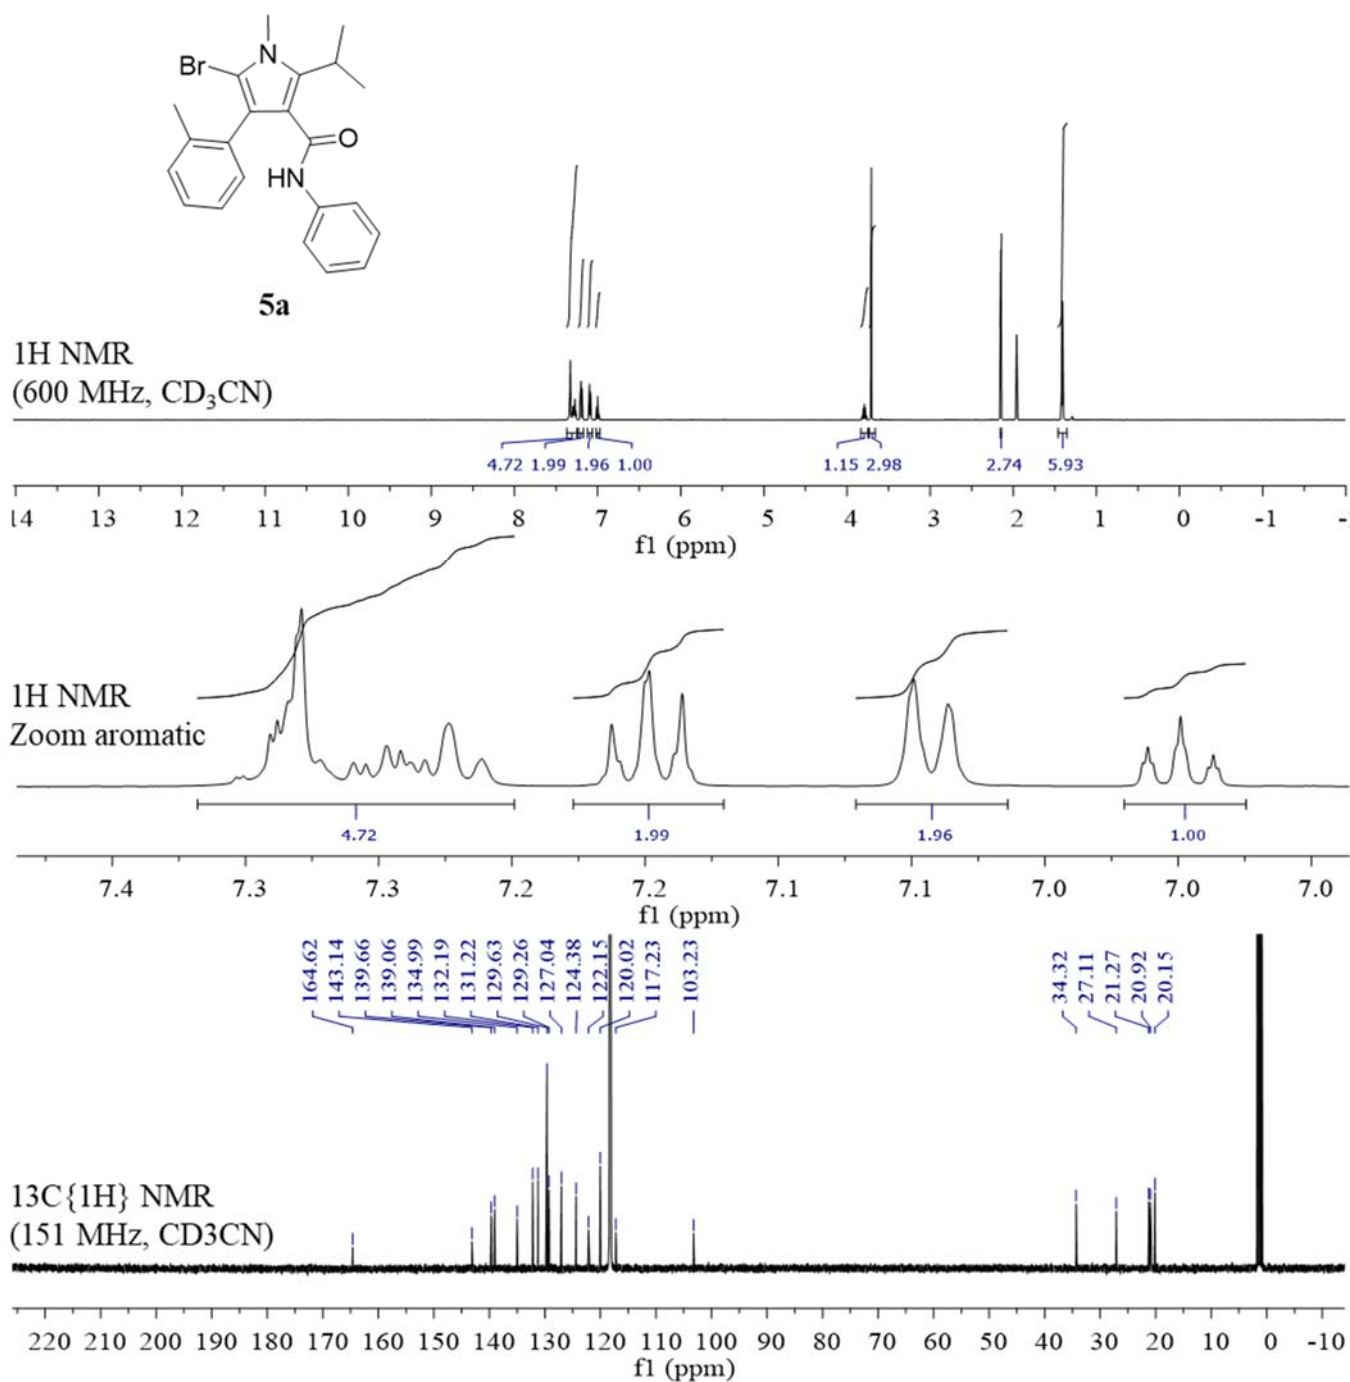 N
Br
O
HN
5a
1H NMR
(600 MHz, CD3CN)
4.72 1.99 1.96 1.00 1.15 2.98 2.74 5.93
14 13 12 11 10 9 8 7 6 5 4 3 2 1 0 -1 -
f1 (ppm)
1H NMR
Zoom aromatic
4.72 1.99 1.96 1.00
7.4 7.3 7.3 7.2 7.2 7.1 7.1 7.0 7.0 7.0
f1 (ppm)
164.62
143.14
139.66
139.06
134.99
132.19
131.22
129.63
129.26
127.04
124.38
122.15
120.02
117.23
103.23
34.32
27.11
21.27
20.92
20.15
13C{1H} NMR
(151 MHz, CD3CN)
220 210 200 190 180 170 160 150 140 130 120 110 100 90 80 70 60 50 40 30 20 10 0 -10
f1 (ppm)